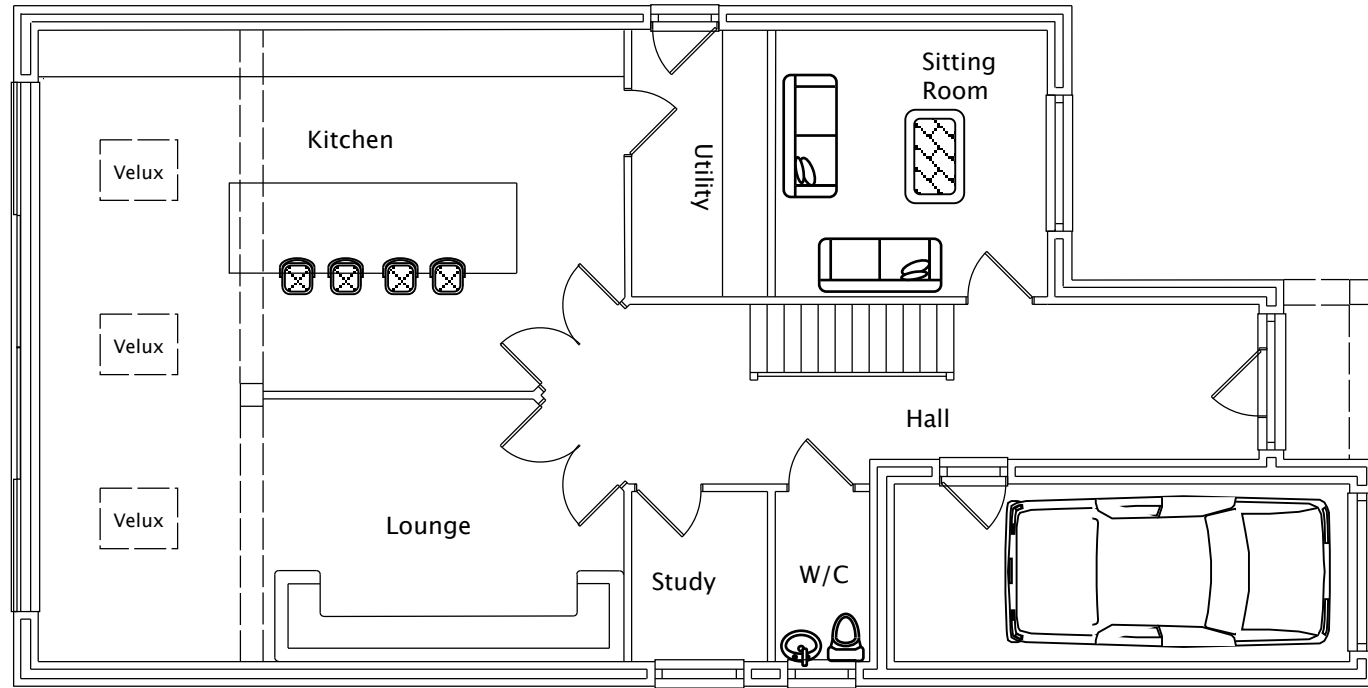 Sitting
Room
Kitchen
Velux
Utility
Velux
Hall
Velux
Lounge
Study
W/C